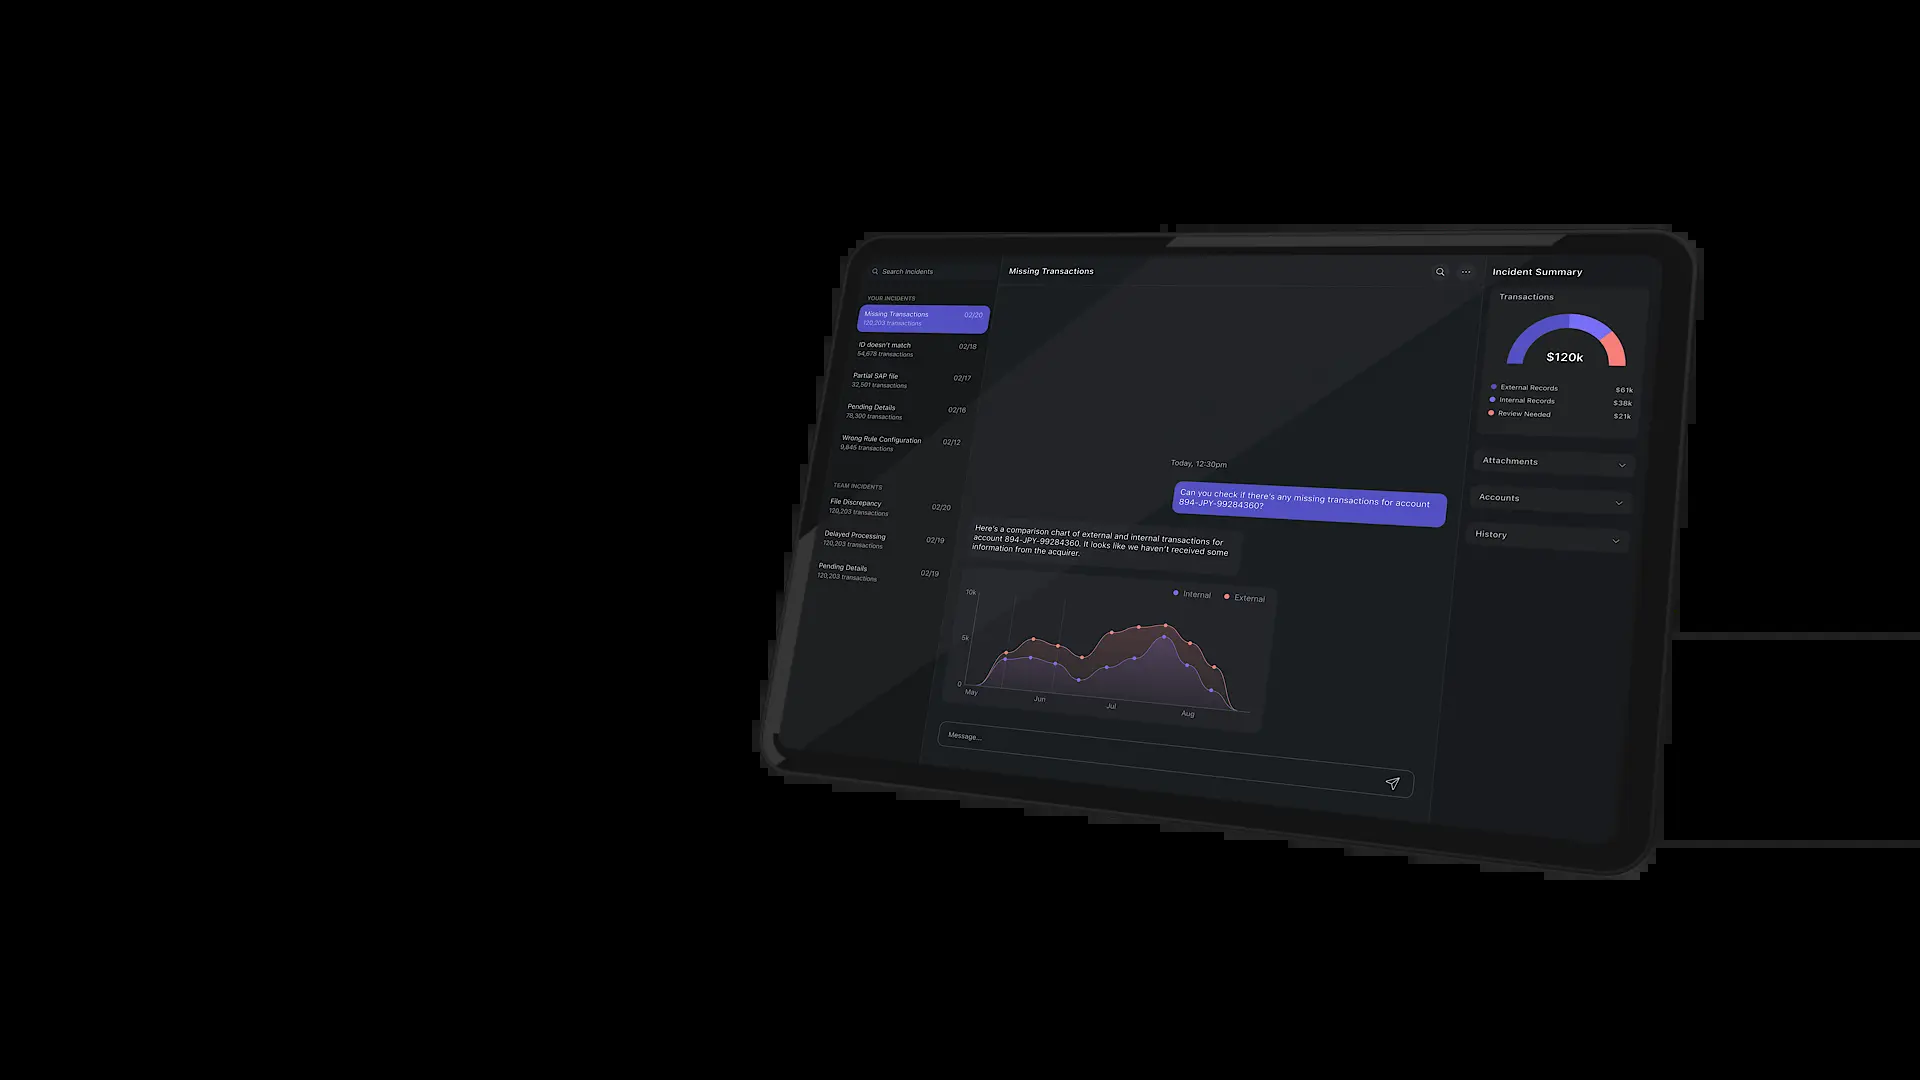 Search Incidents
YOUR INCIDENTS
Missing Transactions 02/20
120,203 transactions
ID doesn't match 02/18
54,678 transactions
Partial SAP file 02/17
32,501 transactions
Pending Details 02/16
78,300 transactions
Wrong Rule Configuration 02/12
9,845 transactions
TEAM INCIDENTS
File Discrepancy 02/20
120,203 transactions
Delayed Processing 02/19
120,203 transactions
Pending Details 02/19
120,203 transactions
Missing Transactions
Today, 12:30pm
Can you check if there's any missing transactions for account
894-JPY-99284360?
Here's a comparison chart of external and internal transactions for
account 894-JPY-99284360. It looks like we haven't received some
information from the acquirer.
Internal External
10k
5k
0
May Jun Jul Aug
Message...
Incident Summary
Transactions
$120k
External Records $61k
Internal Records $38k
Review Needed $21k
Attachments
Accounts
History